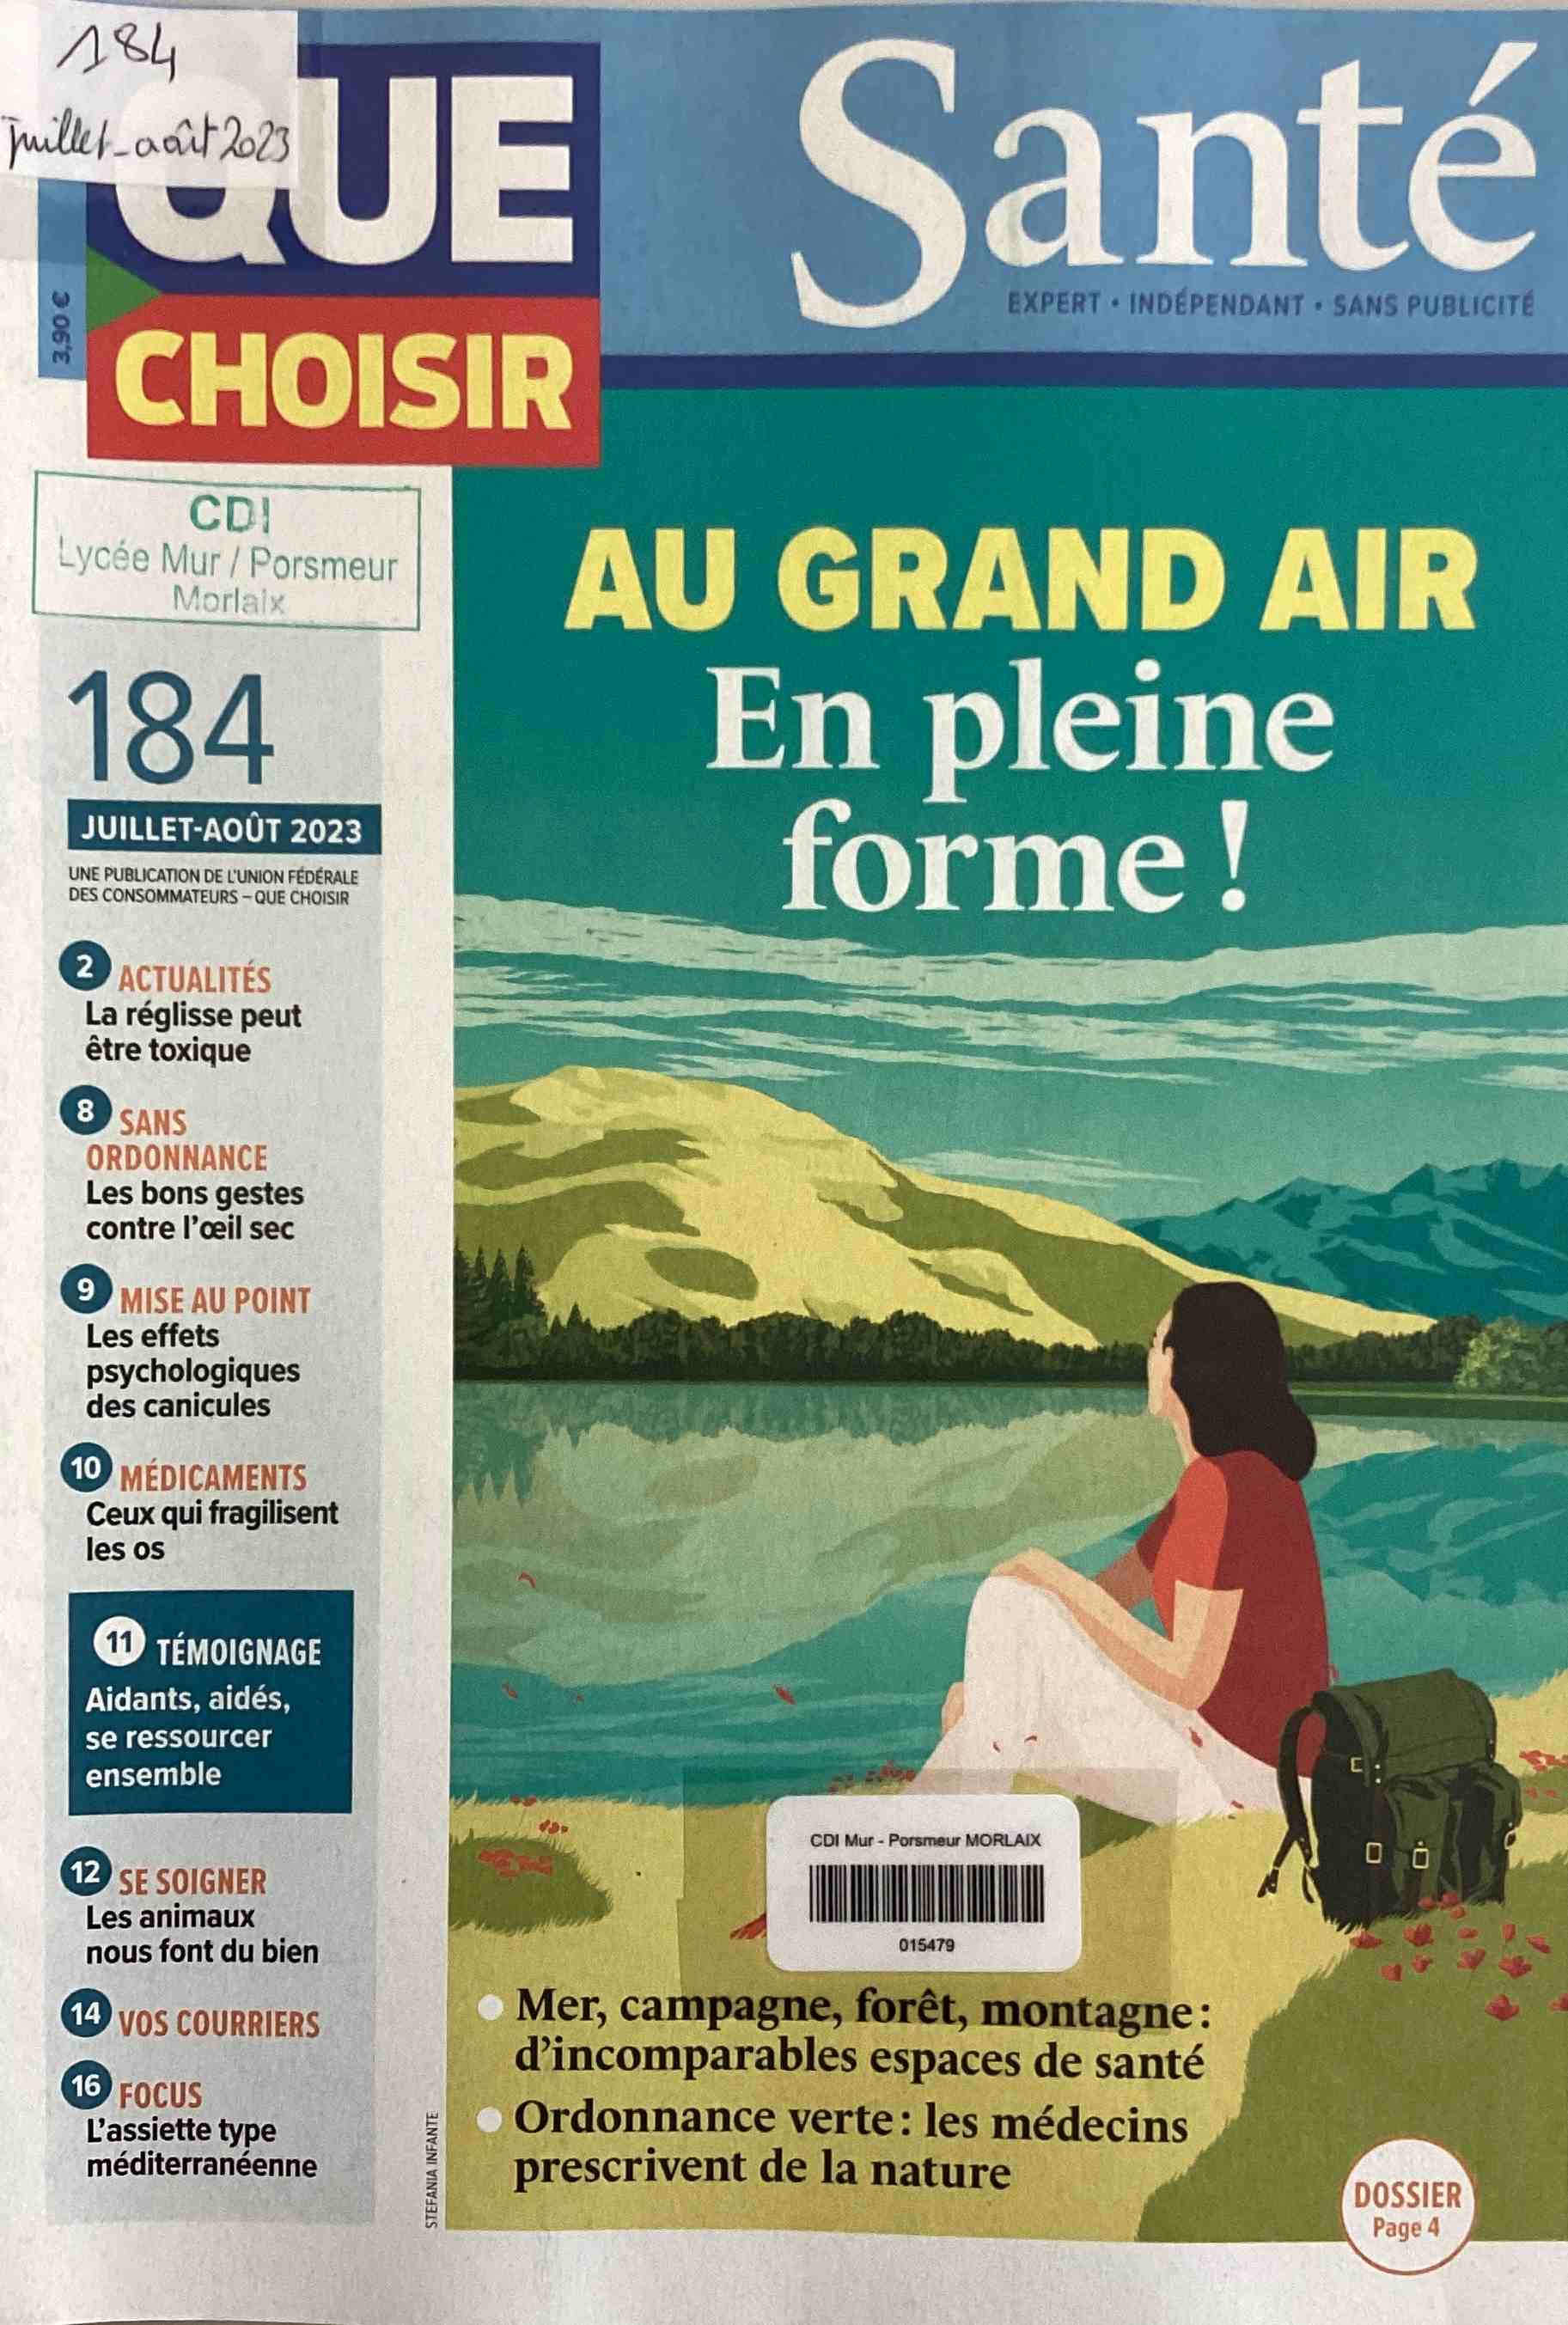 184
juillet-août 2023
QUE
CHOISIR
Santé
EXPERT • INDÉPENDANT • SANS PUBLICITÉ
3,90 €
CDI
Lycée Mur / Porsmeur
Morlaix
184
JUILLET-AOÛT 2023
UNE PUBLICATION DE L'UNION FÉDÉRALE
DES CONSOMMATEURS – QUE CHOISIR
2 ACTUALITÉS
La réglisse peut
être toxique
8 SANS
ORDONNANCE
Les bons gestes
contre l'œil sec
9 MISE AU POINT
Les effets
psychologiques
des canicules
10 MÉDICAMENTS
Ceux qui fragilisent
les os
11 TÉMOIGNAGE
Aidants, aidés,
se ressourcer
ensemble
12 SE SOIGNER
Les animaux
nous font du bien
14 VOS COURRIERS
16 FOCUS
L'assiette type
méditerranéenne
STEFANIA INFANTE
AU GRAND AIR
En pleine
forme !
CDI Mur - Porsmeur MORLAIX
015479
• Mer, campagne, forêt, montagne :
d'incomparables espaces de santé
• Ordonnance verte : les médecins
prescrivent de la nature
DOSSIER
Page 4